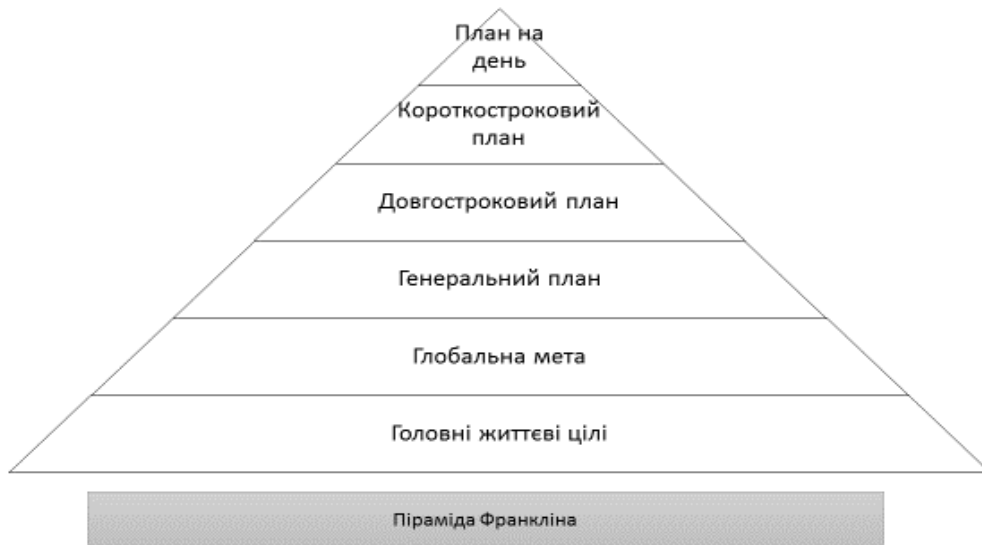 План на
день
Короткостроковий
план
Довгостроковий план
Генеральний план
Глобальна мета
Головні життєві цілі
Піраміда Франкліна